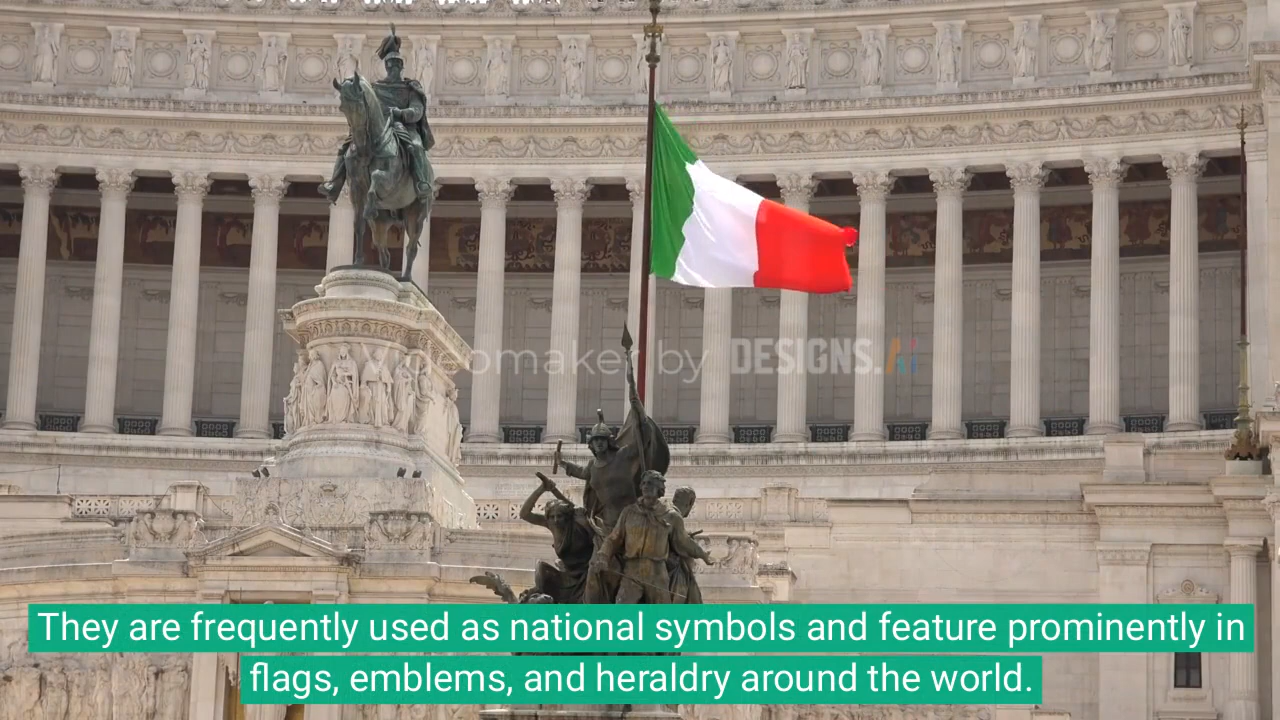 videomaker by DESIGNS.Ai
They are frequently used as national symbols and feature prominently in
flags, emblems, and heraldry around the world.